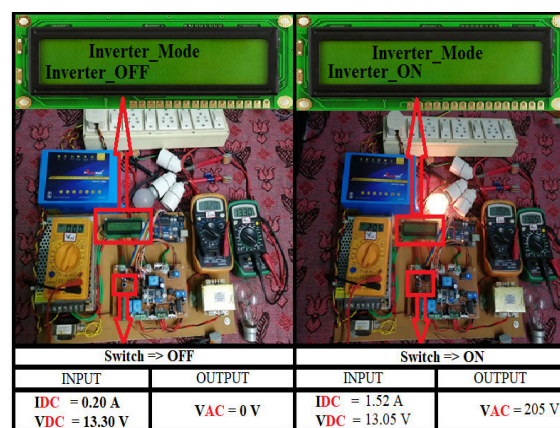 Inverter_Mode
Inverter_OFF
Inverter_Mode
Inverter_ON
Switch => OFF
Switch => ON
INPUT
OUTPUT
INPUT
OUTPUT
IDC = 0.20 A
VDC = 13.30 V
VAC = 0 V
IDC = 1.52 A
VDC = 13.05 V
VAC = 205 V